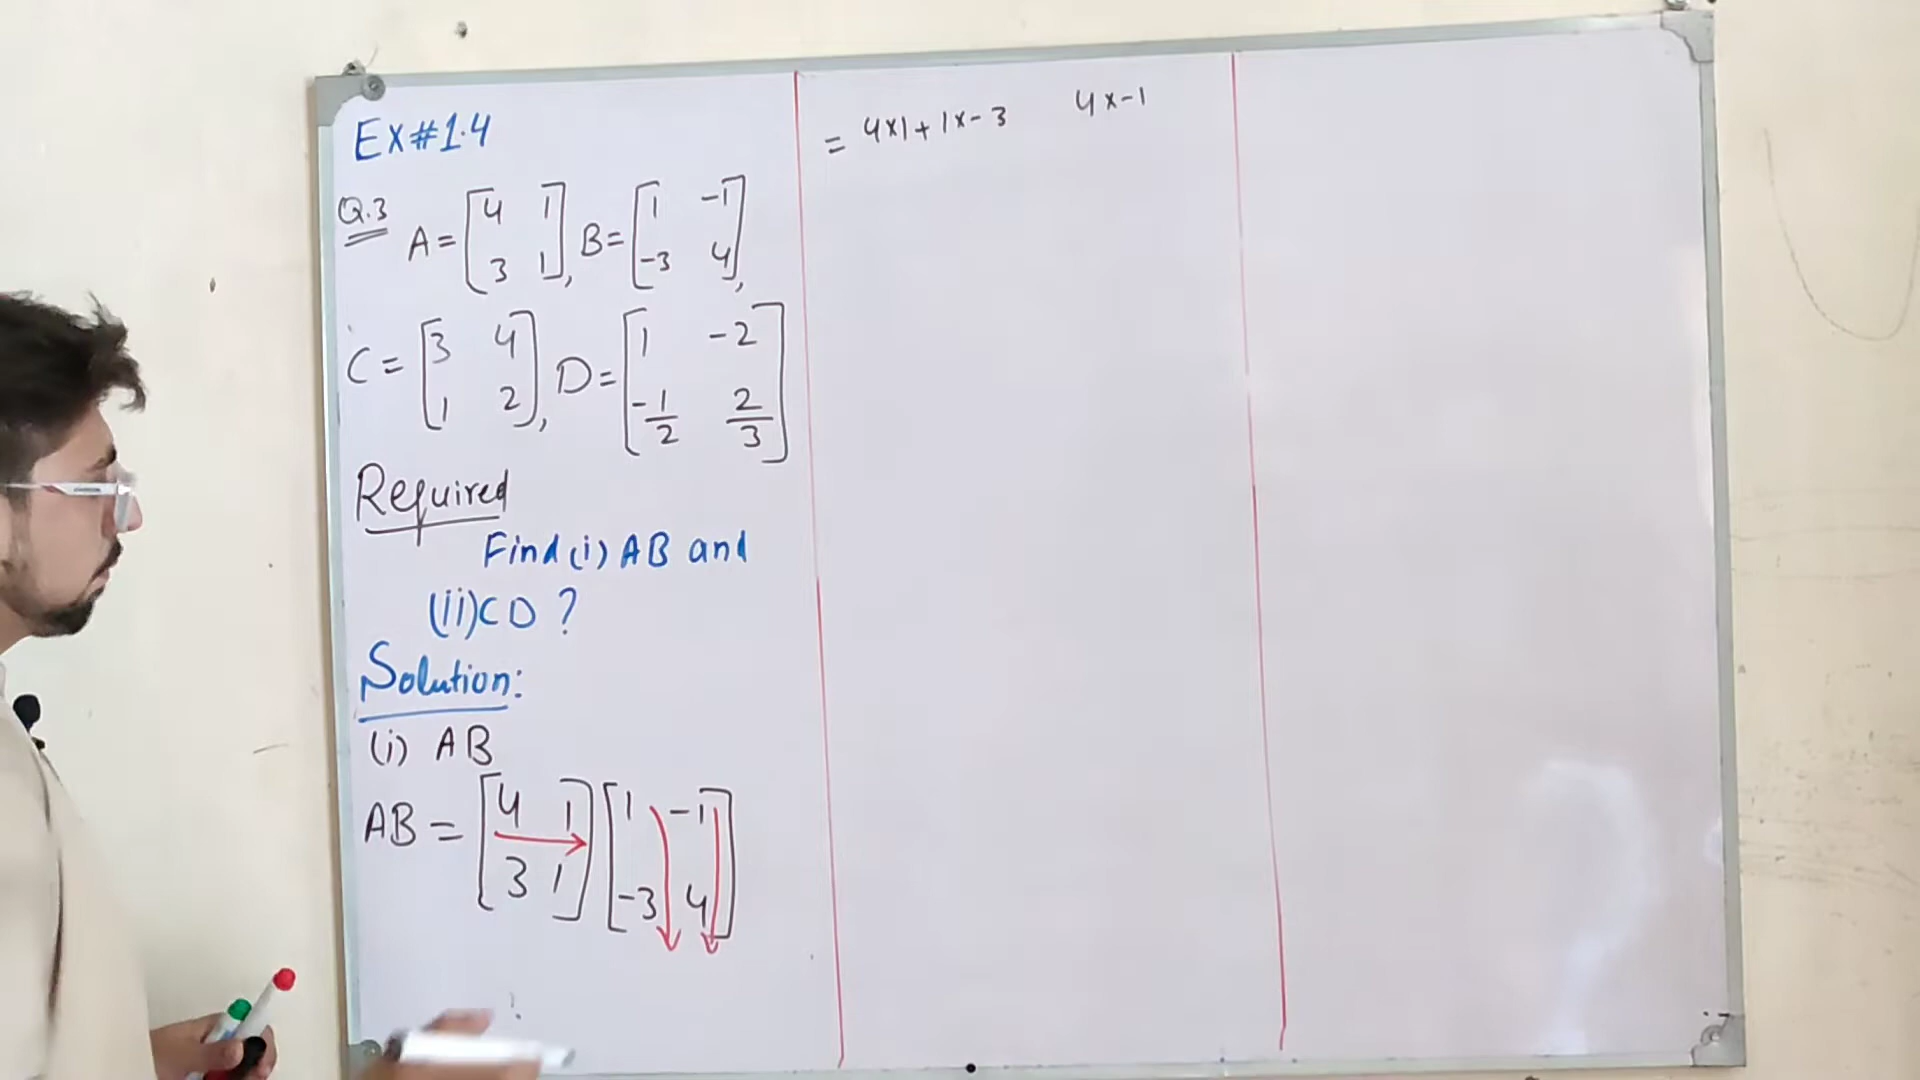 Ex#1.4
Q.3 A = [4 1
3 1], B = [1 -1
-3 4],
C = [3 4
1 2], D = [1 -2
-1/2 2/3]
Required
Find (i) AB and
(ii) CD ?
Solution:
(i) AB
AB = [4 1
3 1] [1 -1
-3 4]
= 4×1+1×-3 4×-1